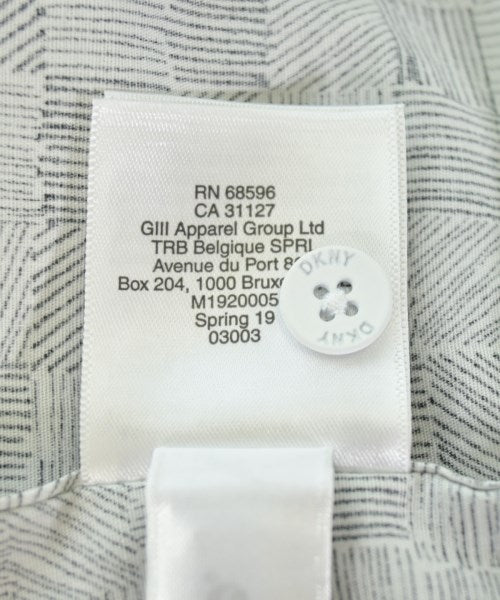 RN 68596
CA 31127
GIII Apparel Group Ltd
TRB Belgique SPRL
Avenue du Port
Box 204, 1000
M1920005
Spring 19
03003
DKNY
DKNY